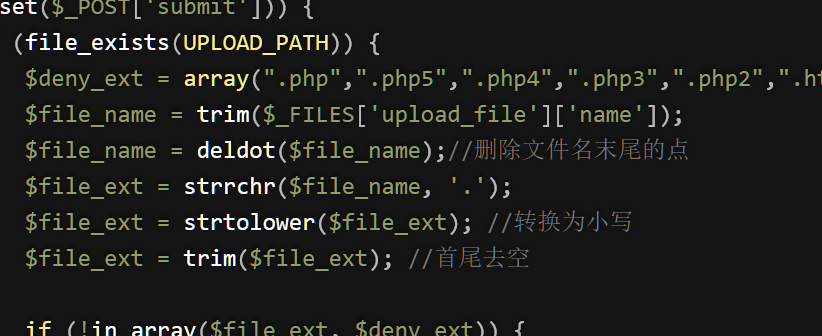 set($_POST['submit'])) {
(file_exists(UPLOAD_PATH)) {
$deny_ext = array(".php",".php5",".php4",".php3",".php2",".ht
$file_name = trim($_FILES['upload_file']['name']);
$file_name = deldot($file_name);//删除文件名末尾的点
$file_ext = strrchr($file_name, '.');
$file_ext = strtolower($file_ext); //转换为小写
$file_ext = trim($file_ext); //首尾去空
if (!in_array($file_ext, $deny_ext)) {